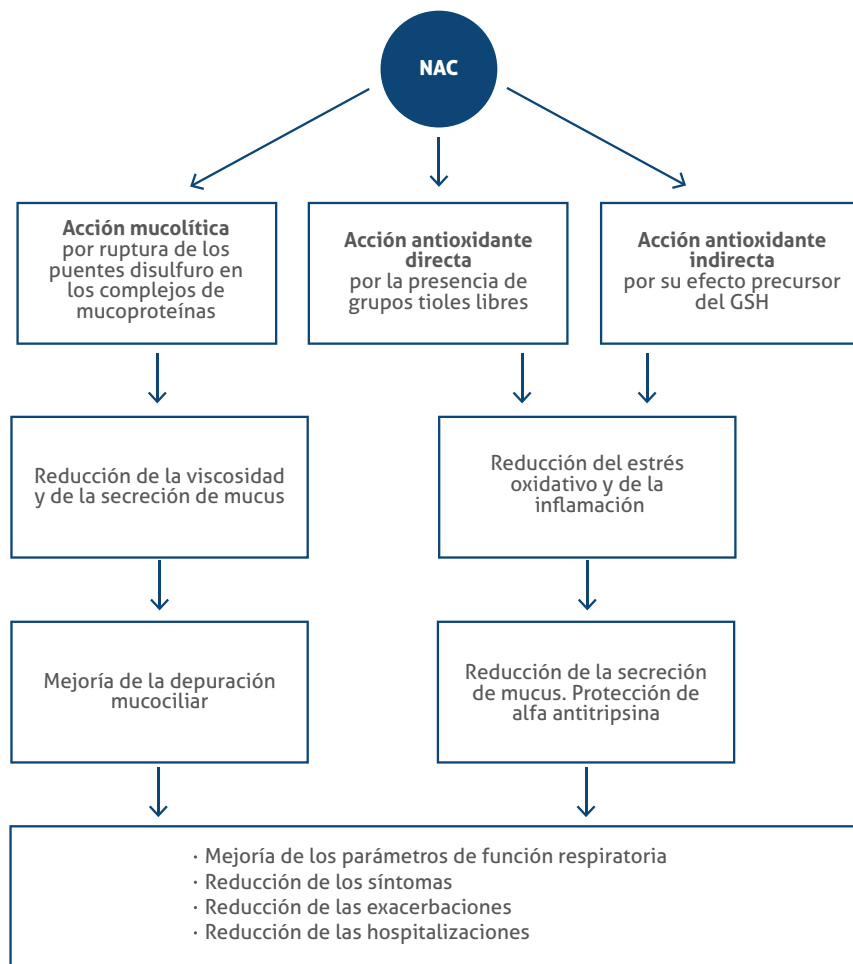 NAC
Acción mucolítica
por ruptura de los
puentes disulfuro en
los complejos de
mucoproteínas
Acción antioxidante
directa
por la presencia de
grupos tioles libres
Acción antioxidante
indirecta
por su efecto precursor
del GSH
Reducción de la viscosidad
y de la secreción de mucus
Reducción del estrés
oxidativo y de la
inflamación
Mejoría de la depuración
mucociliar
Reducción de la secreción
de mucus. Protección de
alfa antitripsina
· Mejoría de los parámetros de función respiratoria
· Reducción de los síntomas
· Reducción de las exacerbaciones
· Reducción de las hospitalizaciones